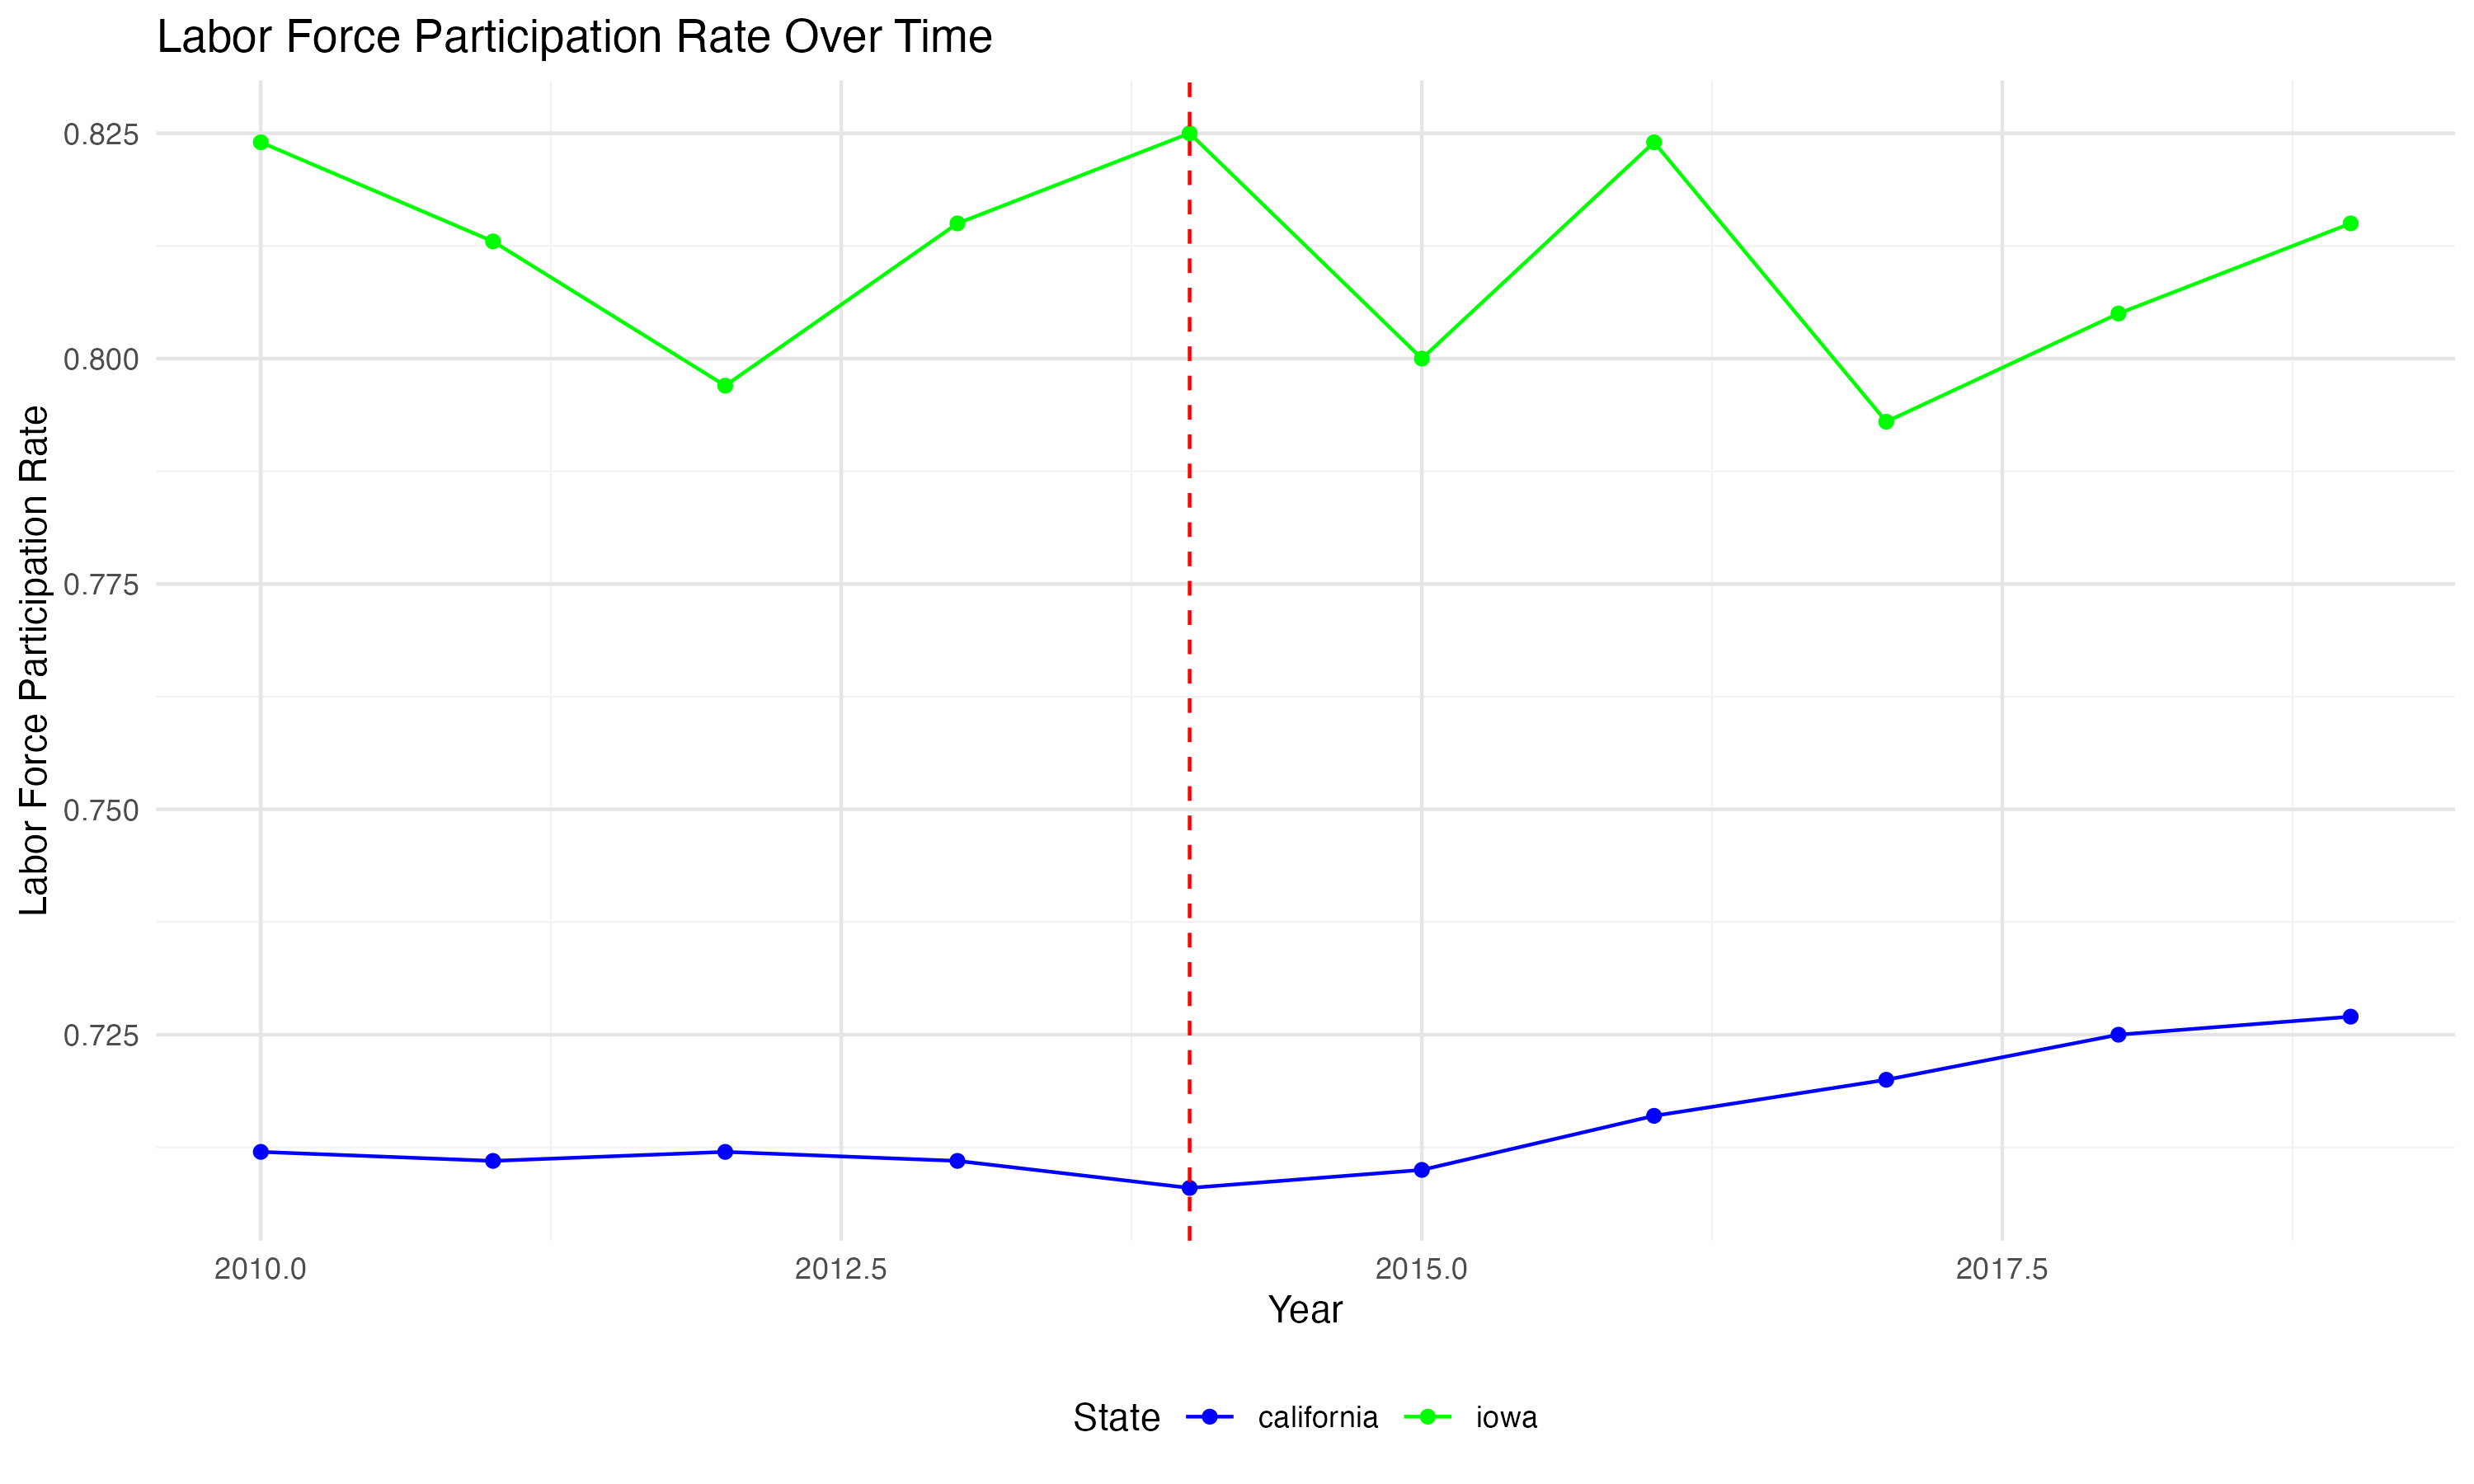 Labor Force Participation Rate Over Time
Labor Force Participation Rate
0.825
0.800
0.775
0.750
0.725
2010.0 2012.5 2015.0 2017.5
Year
State california iowa